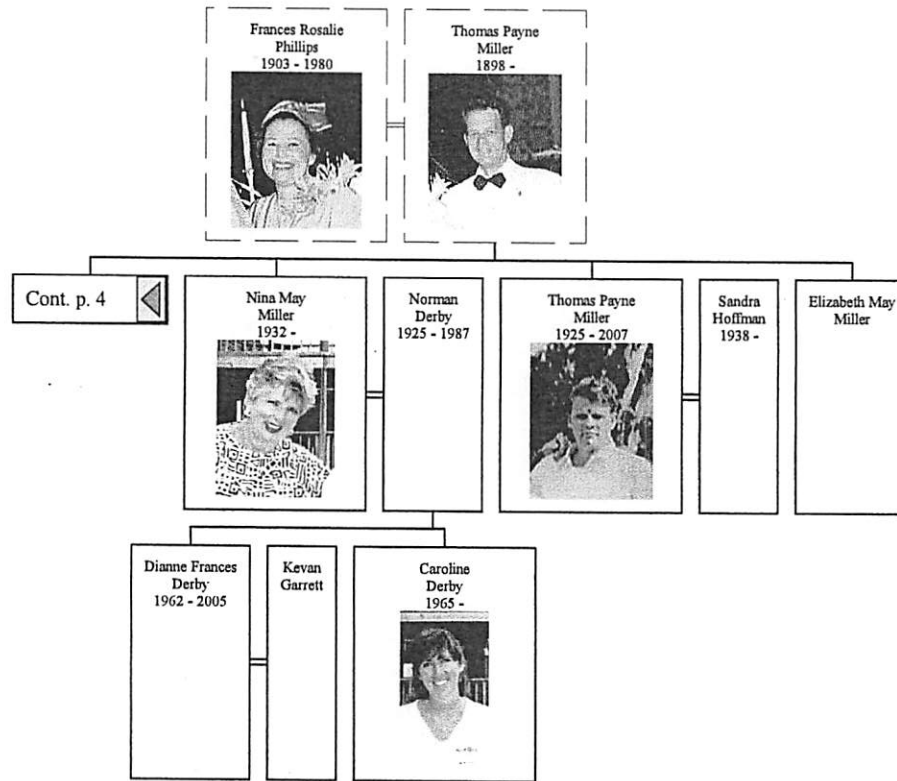 Frances Rosalie
Phillips
1903 - 1980
Thomas Payne
Miller
1898 -
Cont. p. 4
Nina May
Miller
1932 -
Norman
Derby
1925 - 1987
Thomas Payne
Miller
1925 - 2007
Sandra
Hoffman
1938 -
Elizabeth May
Miller
Dianne Frances
Derby
1962 - 2005
Kevan
Garrett
Caroline
Derby
1965 -